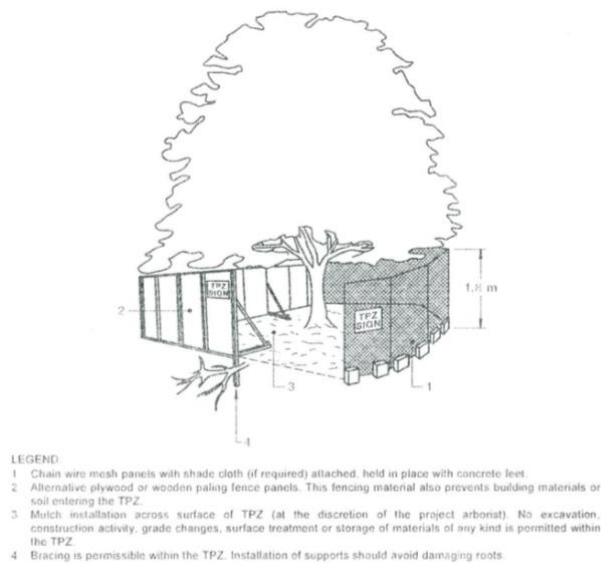 TPZ
SIGN
1.8 m
TPZ
SIGN
2
3
1
4
LEGEND
1 Chain wire mesh panels with shade cloth (if required) attached, held in place with concrete feet.
2 Alternative plywood or wooden paling fence panels. This fencing material also prevents building materials or
soil entering the TPZ.
3 Mulch installation across surface of TPZ (at the discretion of the project arborist). No excavation,
construction activity, grade changes, surface treatment or storage of materials of any kind is permitted within
the TPZ.
4 Bracing is permissible within the TPZ. Installation of supports should avoid damaging roots.